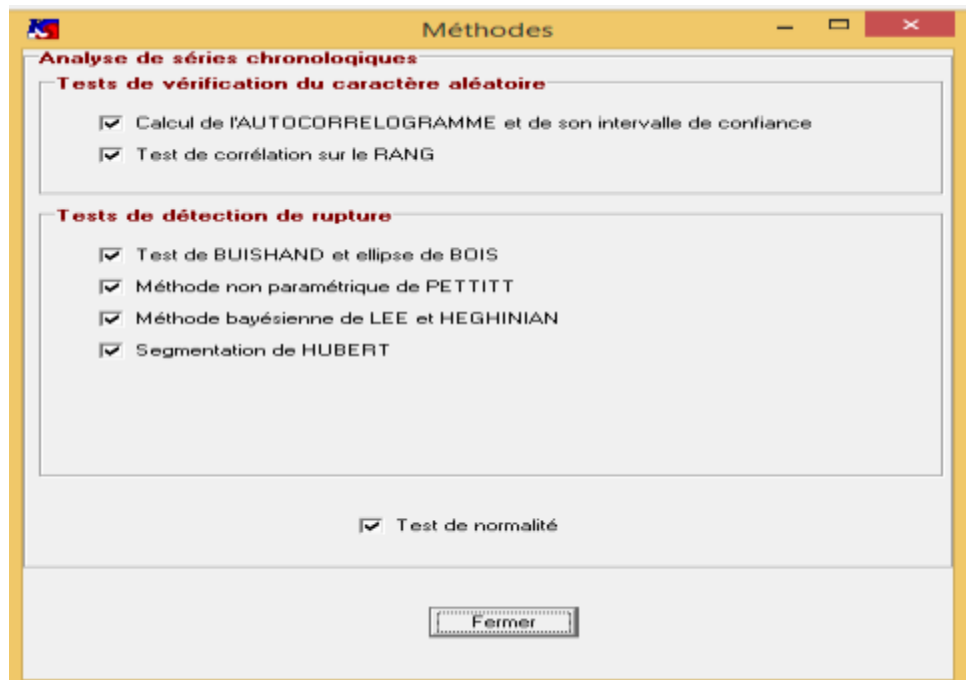 KS
Méthodes
Analyse de séries chronologiques
Tests de vérification du caractère aléatoire
Calcul de l'AUTOCORRELOGRAMME et de son intervalle de confiance
Test de corrélation sur le RANG
Tests de détection de rupture
Test de BUISHAND et ellipse de BOIS
Méthode non paramétrique de PETTITT
Méthode bayésienne de LEE et HEGHINIAN
Segmentation de HUBERT
Test de normalité
Fermer